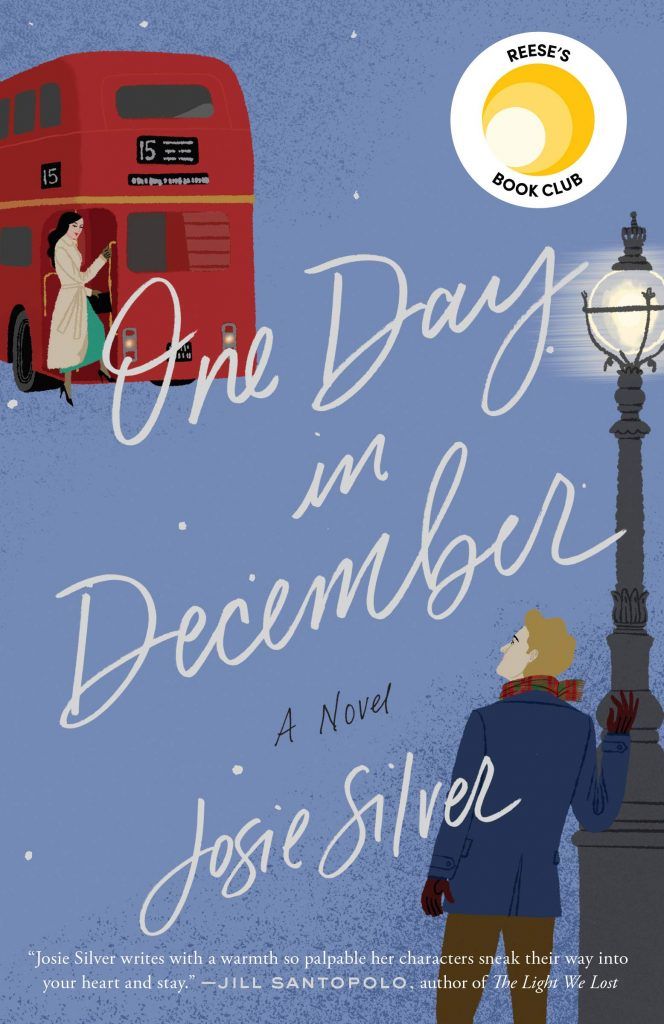 REESE'S
BOOK CLUB
15
15
One Day
in
December
A Novel
Josie Silver
“Josie Silver writes with a warmth so palpable her characters sneak their way into
your heart and stay.” —JILL SANTOPOLO, author of The Light We Lost